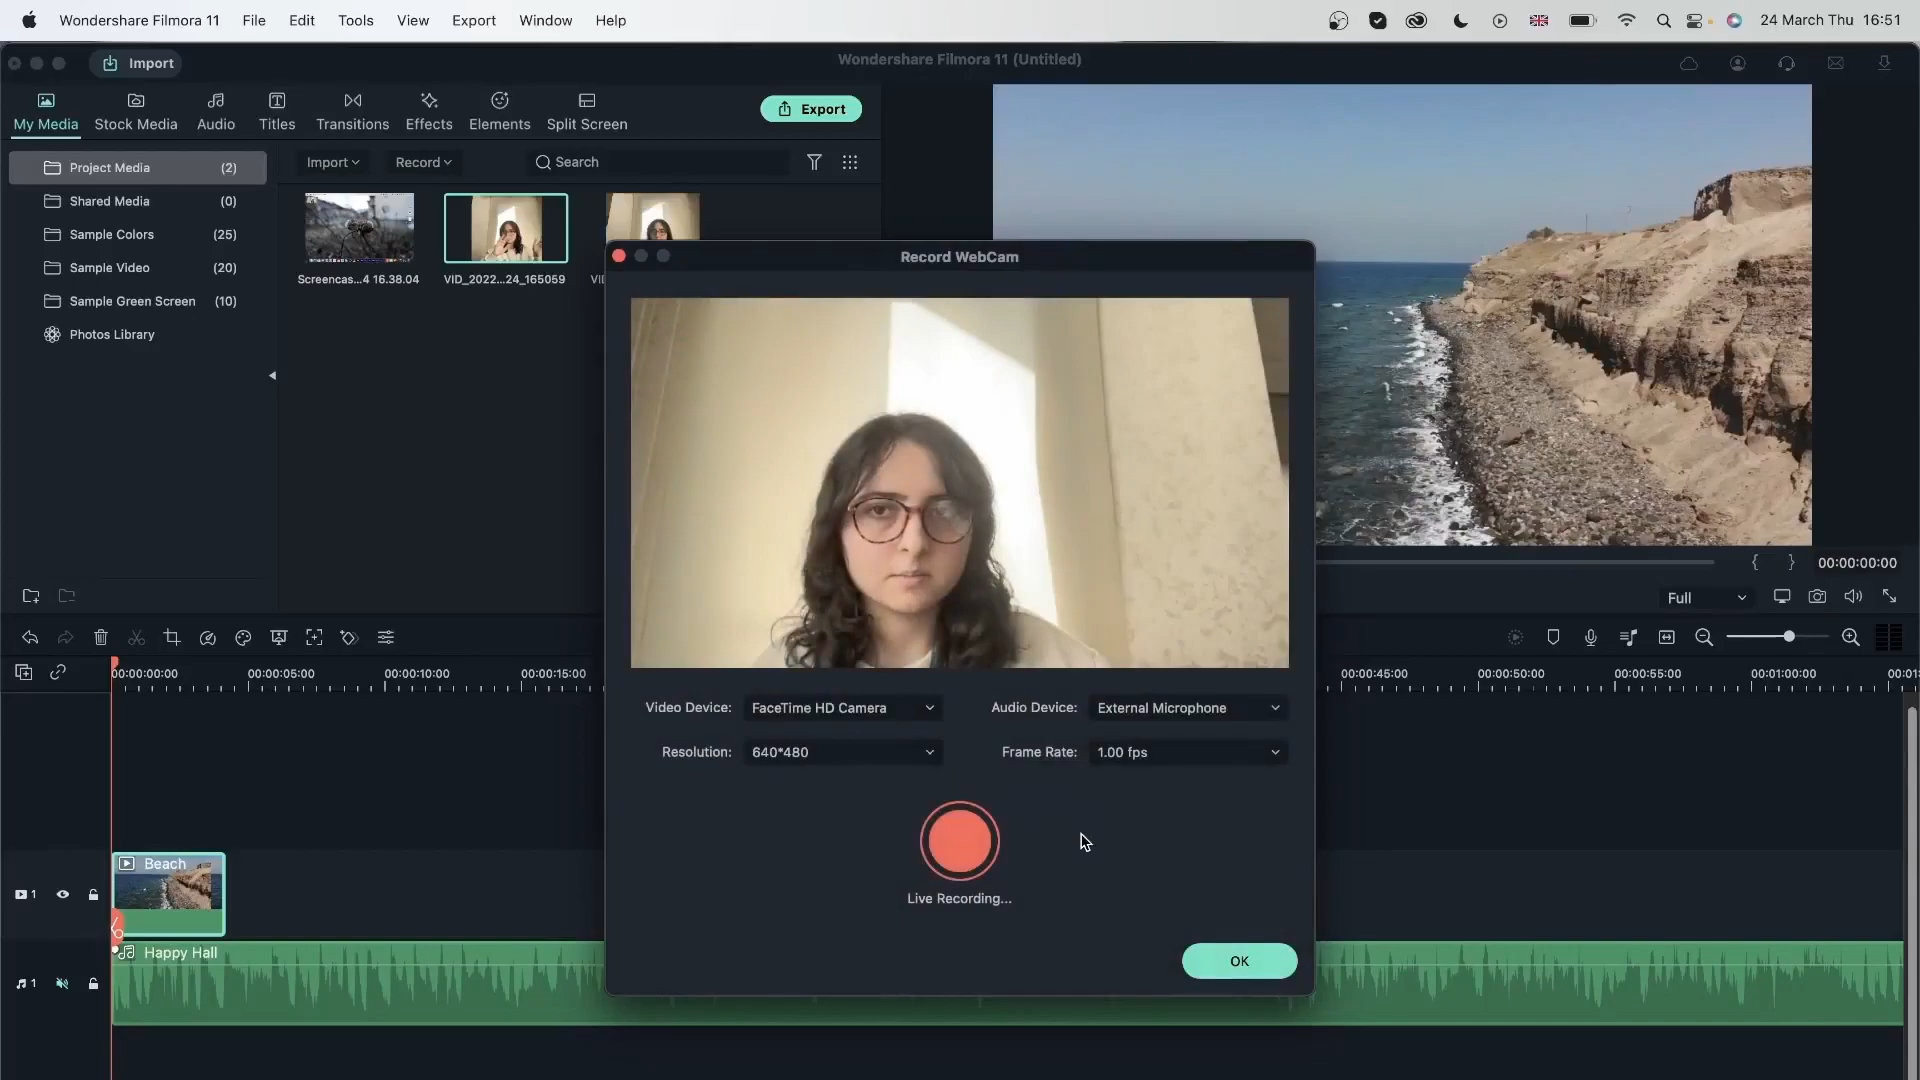 Wondershare Filmora 11 File Edit Tools View Export Window Help 24 March Thu 16:51
Import Wondershare Filmora 11 (Untitled)
My Media Stock Media Audio Titles Transitions Effects Elements Split Screen Export
Project Media (2)
Shared Media (0)
Sample Colors (25)
Sample Video (20)
Sample Green Screen (10)
Photos Library
Import Record Search
Screencas...4 16.38.04 VID_2022...24_165059 VI
Record WebCam
Video Device: FaceTime HD Camera Audio Device: External Microphone
Resolution: 640*480 Frame Rate: 1.00 fps
Live Recording...
OK
{ } 00:00:00:00
Full
00:00:00:00 00:00:05:00 00:00:10:00 00:00:15:00 00:00:45:00 00:00:50:00 00:00:55:00 00:01:00:00 00:01:
Beach
1
Happy Hall
1